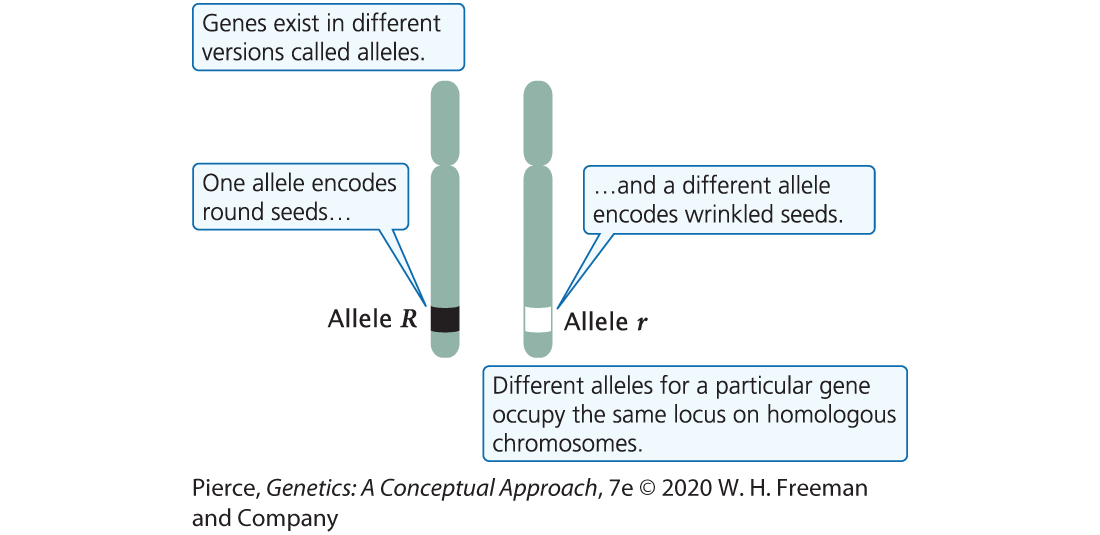 Genes exist in different
versions called alleles.
One allele encodes
round seeds…
…and a different allele
encodes wrinkled seeds.
Allele R
Allele r
Different alleles for a particular gene
occupy the same locus on homologous
chromosomes.
Pierce, Genetics: A Conceptual Approach, 7e © 2020 W. H. Freeman
and Company